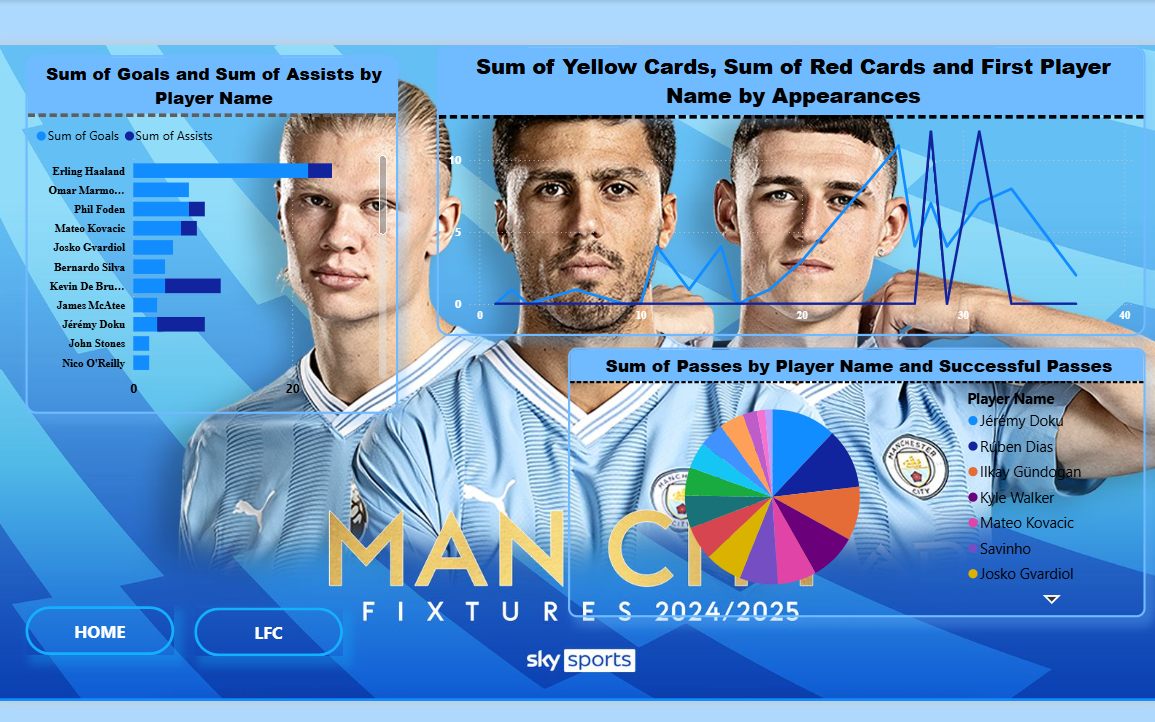 Sum of Goals and Sum of Assists by
Player Name
Sum of Goals Sum of Assists
Erling Haaland
Omar Marmo...
Phil Foden
Mateo Kovacic
Josko Gvardiol
Bernardo Silva
Kevin De Bru...
James McAtee
Jérémy Doku
John Stones
Nico O'Reilly
0 20
Sum of Yellow Cards, Sum of Red Cards and First Player
Name by Appearances
10
5
0
0 10 20 30 40
Sum of Passes by Player Name and Successful Passes
Player Name
Jérémy Doku
Rúben Dias
Ilkay Gündogan
Kyle Walker
Mateo Kovacic
Savinho
Josko Gvardiol
MANCHESTER
CITY
MAN
FIXTURES 2024/2025
HOME
LFC
sky sports